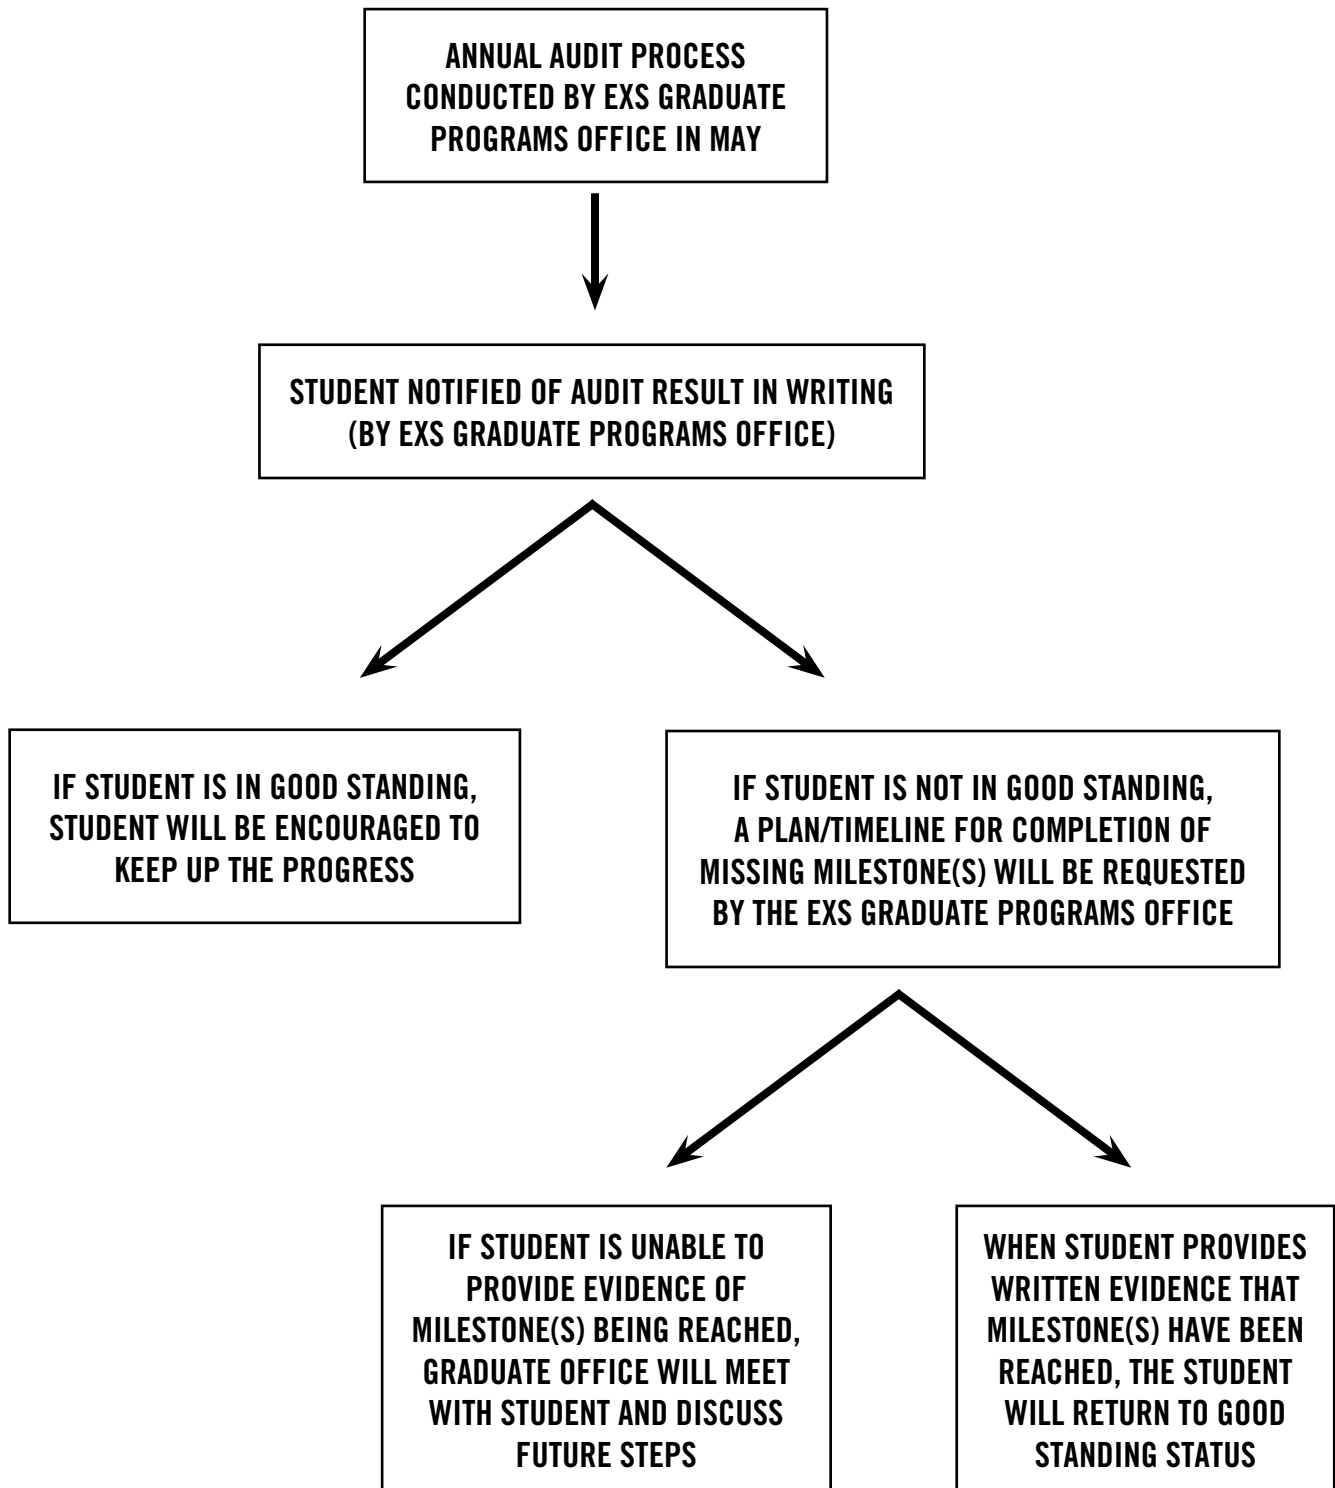 ANNUAL AUDIT PROCESS
CONDUCTED BY EXS GRADUATE
PROGRAMS OFFICE IN MAY
STUDENT NOTIFIED OF AUDIT RESULT IN WRITING
(BY EXS GRADUATE PROGRAMS OFFICE)
IF STUDENT IS IN GOOD STANDING,
STUDENT WILL BE ENCOURAGED TO
KEEP UP THE PROGRESS
IF STUDENT IS NOT IN GOOD STANDING,
A PLAN/TIMELINE FOR COMPLETION OF
MISSING MILESTONE(S) WILL BE REQUESTED
BY THE EXS GRADUATE PROGRAMS OFFICE
IF STUDENT IS UNABLE TO
PROVIDE EVIDENCE OF
MILESTONE(S) BEING REACHED,
GRADUATE OFFICE WILL MEET
WITH STUDENT AND DISCUSS
FUTURE STEPS
WHEN STUDENT PROVIDES
WRITTEN EVIDENCE THAT
MILESTONE(S) HAVE BEEN
REACHED, THE STUDENT
WILL RETURN TO GOOD
STANDING STATUS